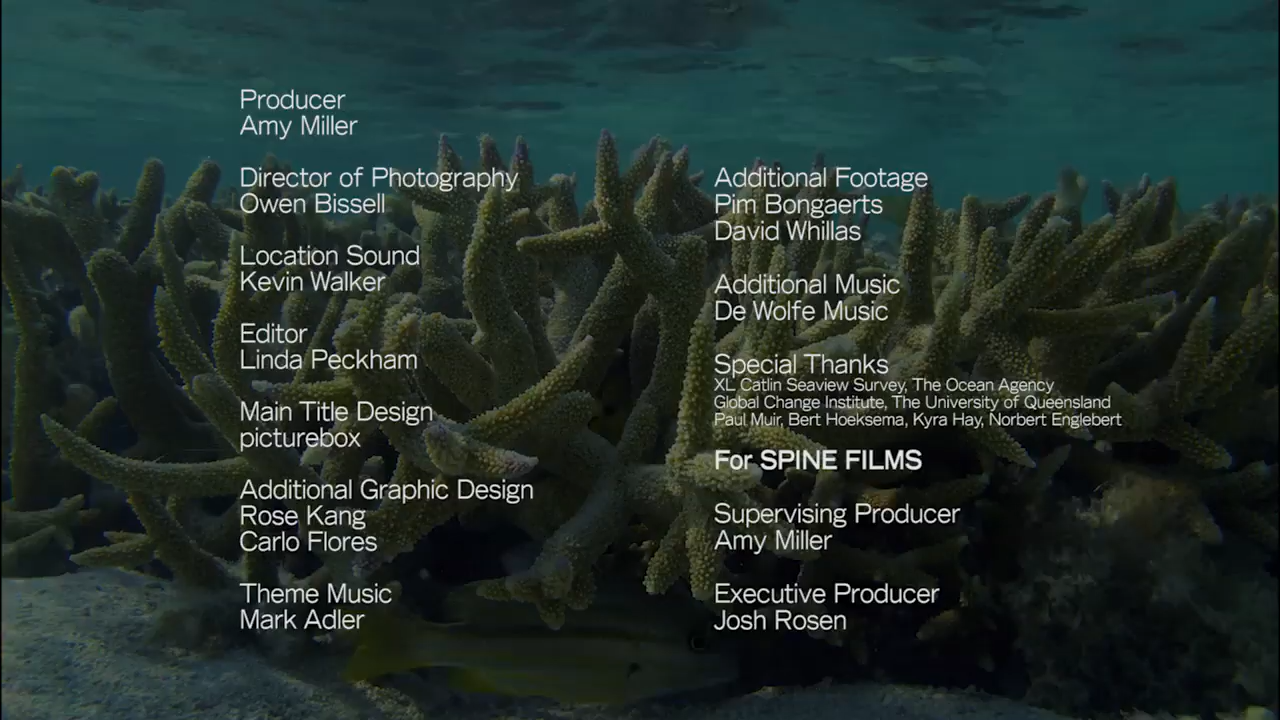 Producer
Amy Miller
Director of Photography
Owen Bissell
Location Sound
Kevin Walker
Editor
Linda Peckham
Main Title Design
picturebox
Additional Graphic Design
Rose Kang
Carlo Flores
Theme Music
Mark Adler
Additional Footage
Pim Bongaerts
David Whillas
Additional Music
De Wolfe Music
Special Thanks
XL Catlin Seaview Survey, The Ocean Agency
Global Change Institute, The University of Queensland
Paul Muir, Bert Hoeksema, Kyra Hay, Norbert Englebert
For SPINE FILMS
Supervising Producer
Amy Miller
Executive Producer
Josh Rosen